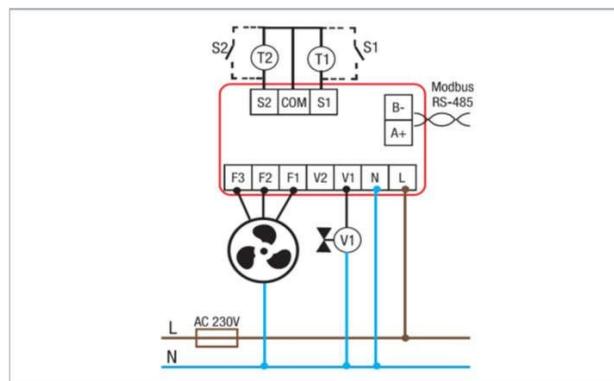 S2 T2 T1 S1
S2 COM S1
Modbus
RS-485
B-
A+
F3 F2 F1 V2 V1 N L
V1
L AC 230V
N